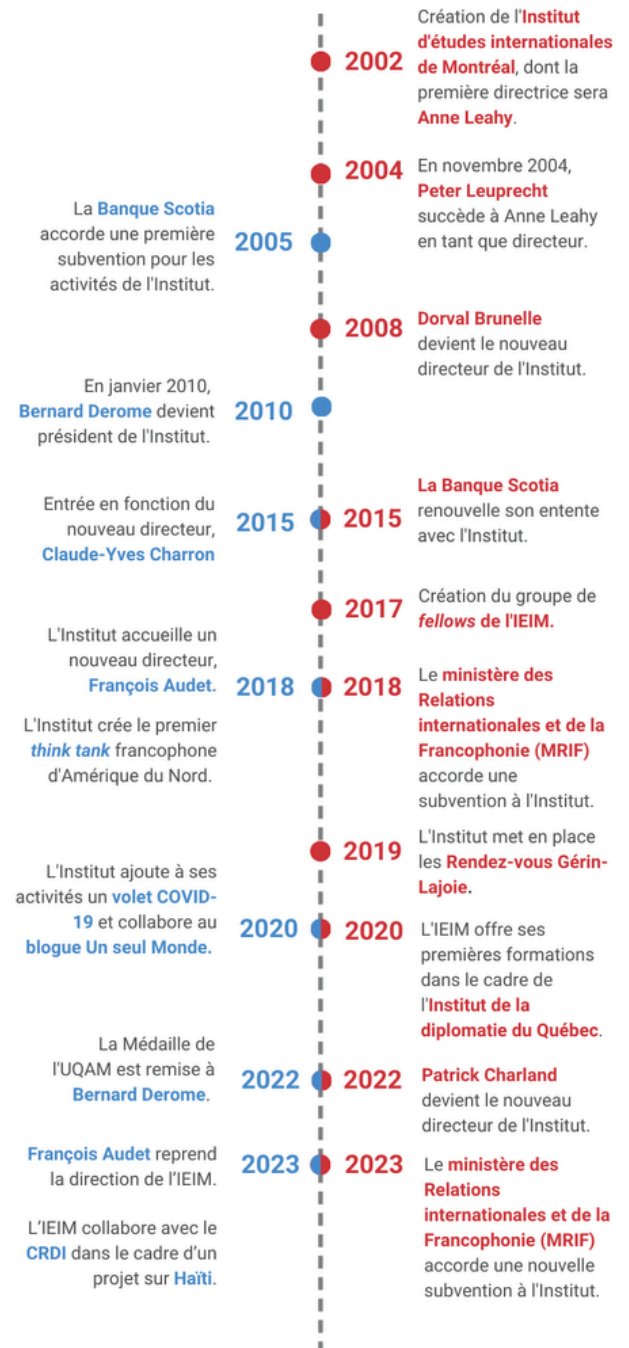 2002
Création de l'Institut
d'études internationales
de Montréal, dont la
première directrice sera
Anne Leahy.
2004
En novembre 2004,
Peter Leuprecht
succède à Anne Leahy
en tant que directeur.
La Banque Scotia
accorde une première
subvention pour les
activités de l'Institut.
2005
2008
Dorval Brunelle
devient le nouveau
directeur de l'Institut.
En janvier 2010,
Bernard Derome devient
président de l'Institut.
2010
Entrée en fonction du
nouveau directeur,
Claude-Yves Charron
2015
2015
La Banque Scotia
renouvelle son entente
avec l'Institut.
2017
Création du groupe de
fellows de l'IEIM.
L'Institut accueille un
nouveau directeur,
François Audet.
L'Institut crée le premier
think tank francophone
d'Amérique du Nord.
2018
2018
Le ministère des
Relations
internationales et de la
Francophonie (MRIF)
accorde une
subvention à l'Institut.
2019
L'Institut met en place
les Rendez-vous Gérin-
Lajoie.
L'Institut ajoute à ses
activités un volet COVID-
19 et collabore au
blogue Un seul Monde.
2020
2020
L'IEIM offre ses
premières formations
dans le cadre de
l'Institut de la
diplomatie du Québec.
La Médaille de
l'UQAM est remise à
Bernard Derome.
2022
2022
Patrick Charland
devient le nouveau
directeur de l'Institut.
François Audet reprend
la direction de l'IEIM.
L'IEIM collabore avec le
CRDI dans le cadre d'un
projet sur Haïti.
2023
2023
Le ministère des
Relations
internationales et de la
Francophonie (MRIF)
accorde une nouvelle
subvention à l'Institut.